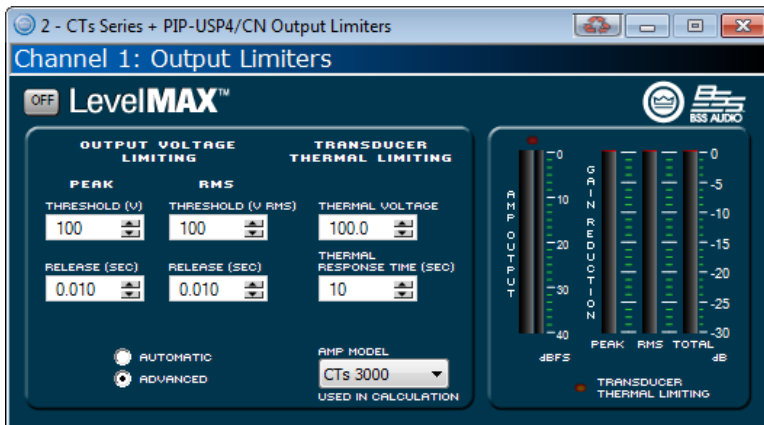 2 - CTs Series + PIP-USP4/CN Output Limiters
Channel 1: Output Limiters
OFF LevelMAX™
BSS
BSS AUDIO
OUTPUT VOLTAGE
LIMITING
PEAK RMS
THRESHOLD (V) THRESHOLD (V RMS)
100 100
RELEASE (SEC) RELEASE (SEC)
0.010 0.010
AUTOMATIC
ADVANCED
TRANSDUCER
THERMAL LIMITING
THERMAL VOLTAGE
100.0
THERMAL
RESPONSE TIME (SEC)
10
AMP MODEL
CTs 3000
USED IN CALCULATION
AMP OUTPUT
0
-10
-20
-30
-40
dBFS
GAIN REDUCTION
0
-5
-10
-15
-20
-25
-30
PEAK RMS TOTAL
dB
TRANSDUCER
THERMAL LIMITING